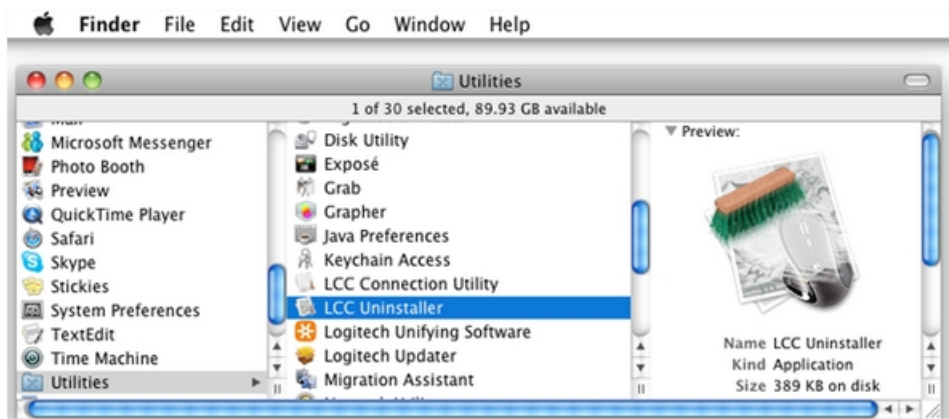 Finder File Edit View Go Window Help
Utilities
1 of 30 selected, 89.93 GB available
Microsoft Messenger
Photo Booth
Preview
QuickTime Player
Safari
Skype
Stickies
System Preferences
TextEdit
Time Machine
Utilities
Disk Utility
Exposé
Grab
Grapher
Java Preferences
Keychain Access
LCC Connection Utility
LCC Uninstaller
Logitech Unifying Software
Logitech Updater
Migration Assistant
Preview:
Name LCC Uninstaller
Kind Application
Size 389 KB on disk